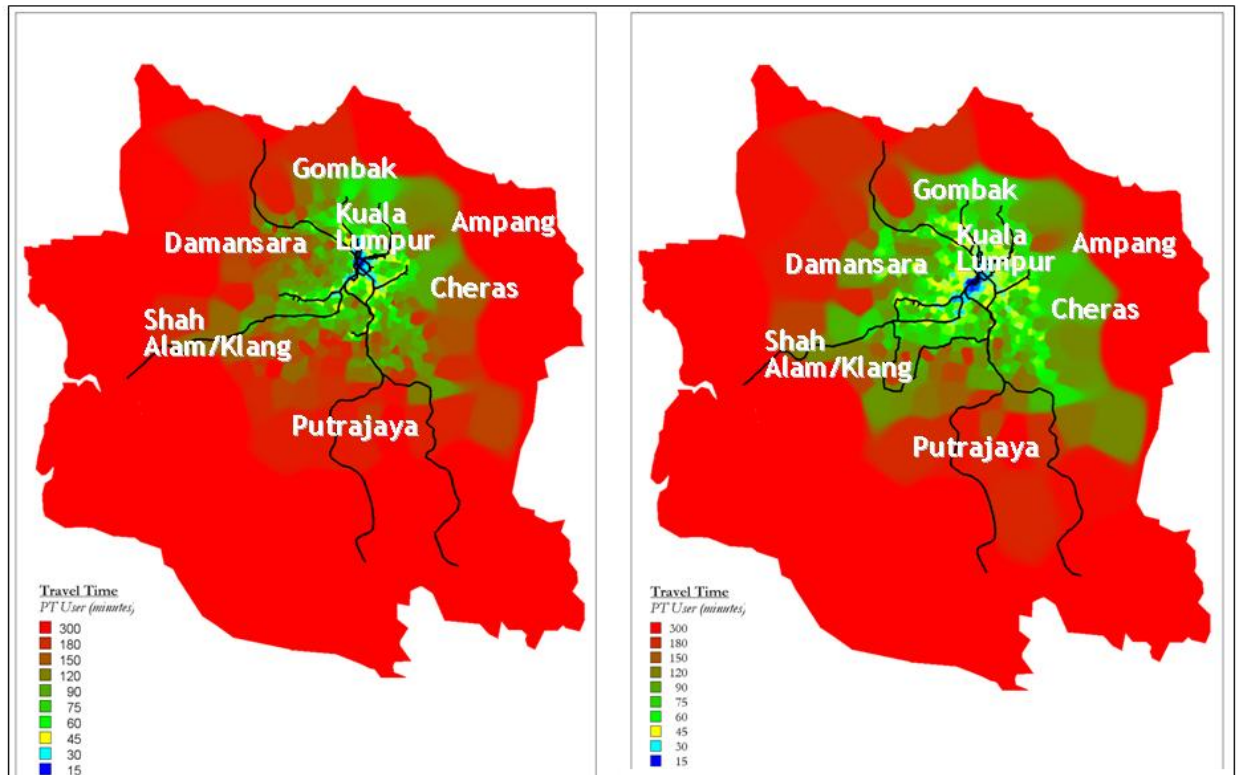 Gombak
Kuala
Lumpur
Ampang
Damansara
Cheras
Shah
Alam/Klang
Putrajaya
Travel Time
PT User (minutes)
300
180
150
120
90
75
60
45
30
15
Gombak
Kuala
Lumpur
Ampang
Damansara
Cheras
Shah
Alam/Klang
Putrajaya
Travel Time
PT User (minutes)
300
180
150
120
90
75
60
45
30
15